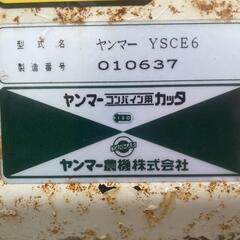 型式名 ヤンマー YSCE6
製造番号 010637
ヤンマーコンバイン用カッタ
YANMAR
ヤンマー農機株式会社